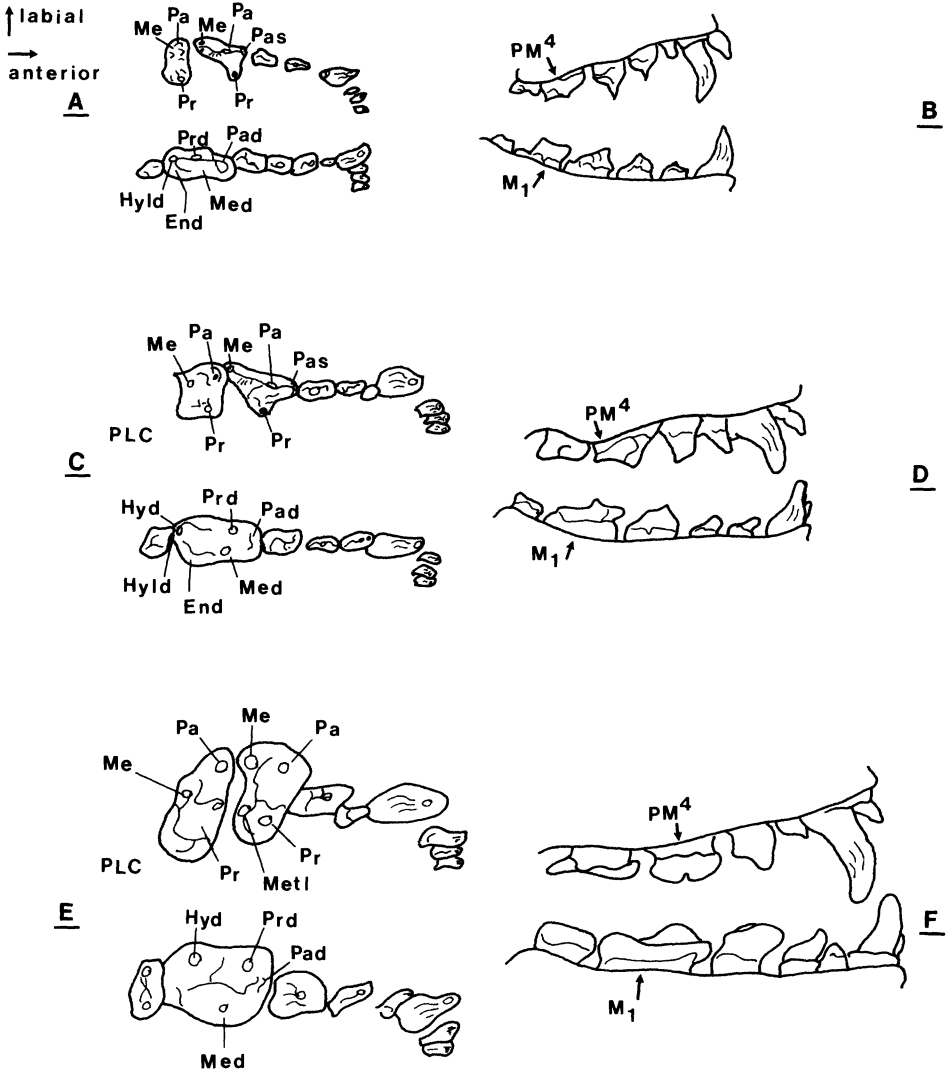 labial
anterior
A
Me Pa Me Pa Pas
Pr Pr
Prd Pad
Hyld End Med
PM4
M1
B
Me Pa Me Pa Pas
PLC Pr Pr
C
Hyd Prd Pad
Hyld End Med
PM4
M1
D
Me Pa Me Pa
PLC Pr Metl Pr
E
Hyd Prd Pad
Med
PM4
M1
F